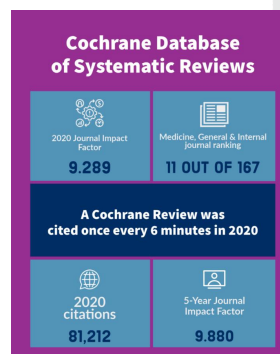 Cochrane Database
of Systematic Reviews
2020 Journal Impact
Factor
9.289
Medicine, General & Internal
journal ranking
11 OUT OF 167
A Cochrane Review was
cited once every 6 minutes in 2020
2020
citations
81,212
5-Year Journal
Impact Factor
9.880